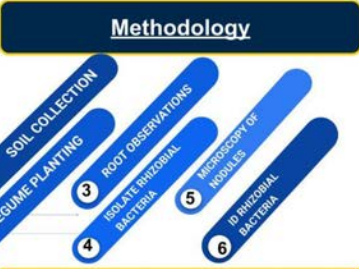 Methodology
SOIL COLLECTION
EGUME PLANTING
3
ROOT OBSERVATIONS
4
ISOLATE RHIZOBIAL
BACTERIA
5
MICROSCOPY OF
NODULES
6
ID RHIZOBIAL
BACTERIA